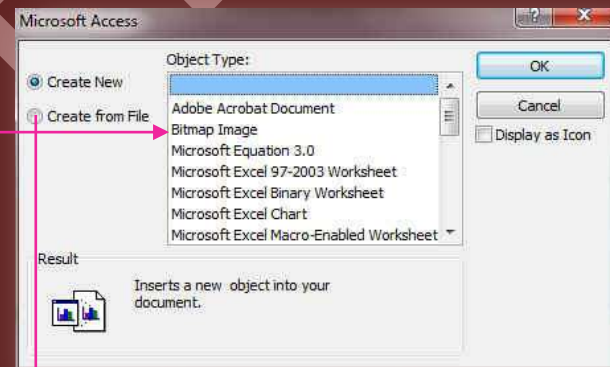 Microsoft Access
Object Type:
Create New
Create from File
Adobe Acrobat Document
Bitmap Image
Microsoft Equation 3.0
Microsoft Excel 97-2003 Worksheet
Microsoft Excel Binary Worksheet
Microsoft Excel Chart
Microsoft Excel Macro-Enabled Worksheet
OK
Cancel
Display as Icon
Result
Inserts a new object into your
document.